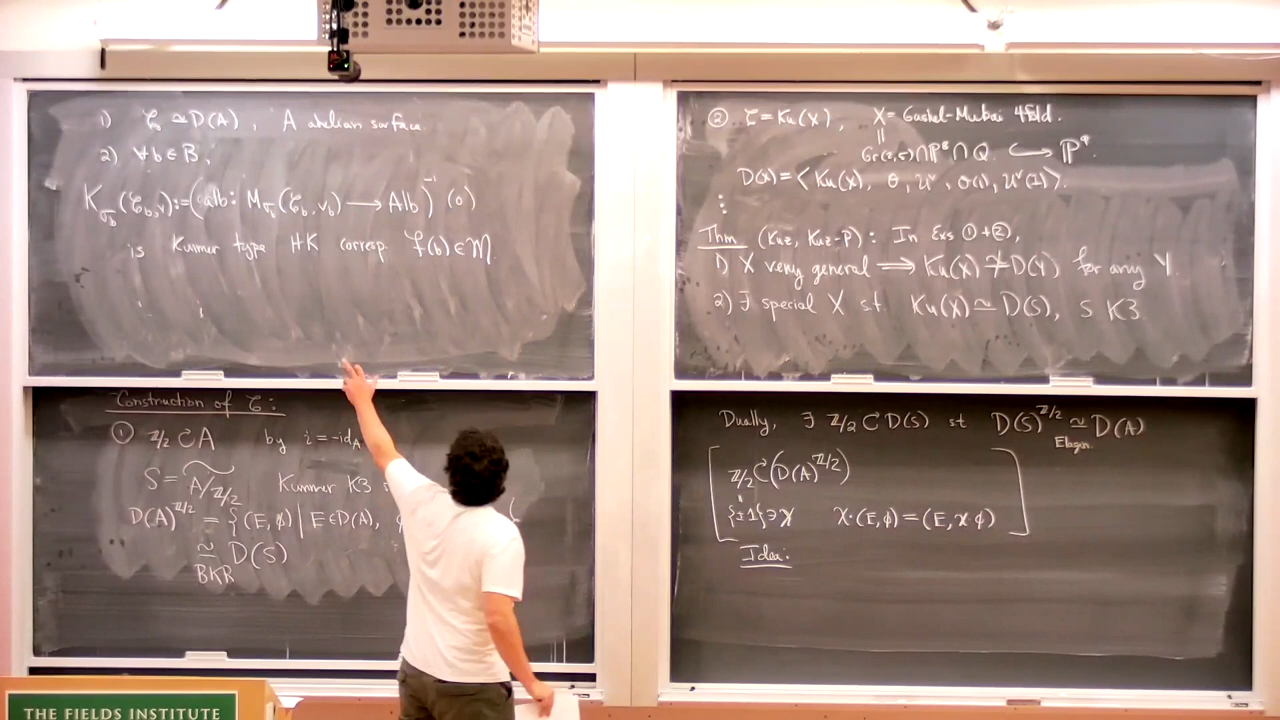 1) 𝒞₀ ≃ D(A), A abelian surface.
2) ∀b ∈ B,
K_{σ_b}(𝒞_b, v) := (alb: M_{σ_b}(𝒞_b, v_b) → Alb)⁻¹(0)
is Kummer type HK corresp. f(b) ∈ M.
Construction of 𝒞:
① ℤ/2 ↻ A by i = -id_A
S = \widetilde{A/ℤ/2} Kummer K3
D(A)^{ℤ/2} = {(E, φ) | E ∈ D(A),
≃ D(S)
BKR
② 𝒞 = Ku(X), X = Gushel-Mukai 4fold.
||
Gr(2,5) ∩ ℙ⁸ ∩ Q ↪ ℙ⁹.
D(X) = ⟨Ku(X), 𝒪, 𝒰^∨, 𝒪(1), 𝒰^∨(1)⟩.
⋮
Thm (Kuz, Kuz-P): In Exs ①+②,
1) X very general ⟹ Ku(X) ≄ D(Y) for any Y.
2) ∃ special X st. Ku(X) ≃ D(S), S K3
Dually, ∃ ℤ/2 ↻ D(S) st D(S)^{ℤ/2} ≃ D(A)
Elagin.
ℤ/2 ↻ (D(A)^{ℤ/2})
{±1} ∋ χ χ·(E, φ) = (E, χ φ)
Idea:
THE FIELDS INSTITUTE